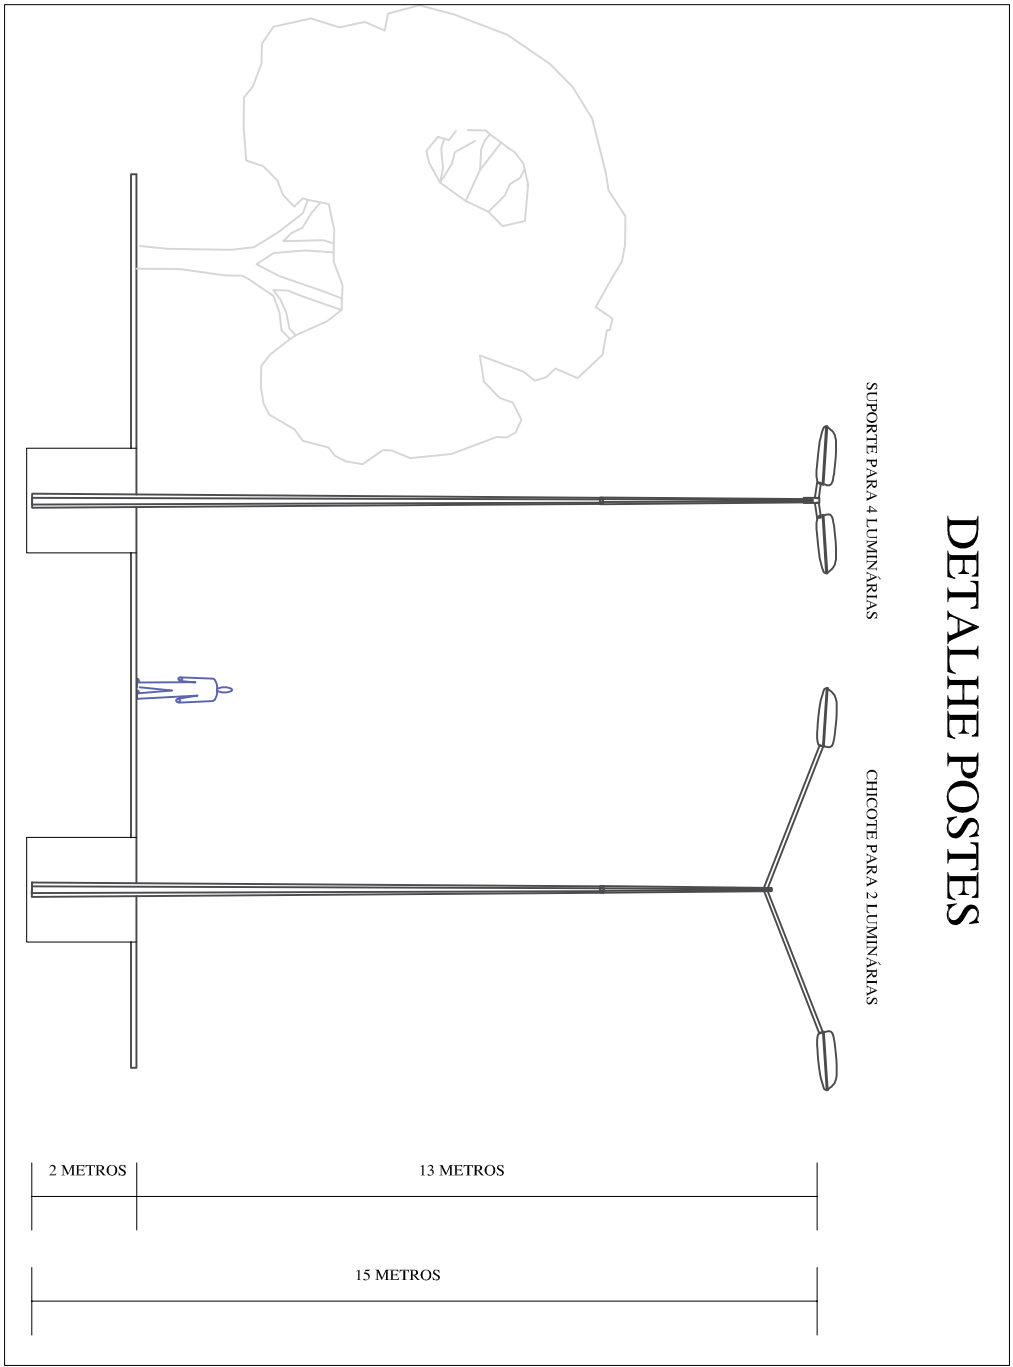 DETALHE POSTES
SUPORTE PARA 4 LUMINÁRIAS
CHICOTE PARA 2 LUMINÁRIAS
13 METROS
2 METROS
15 METROS